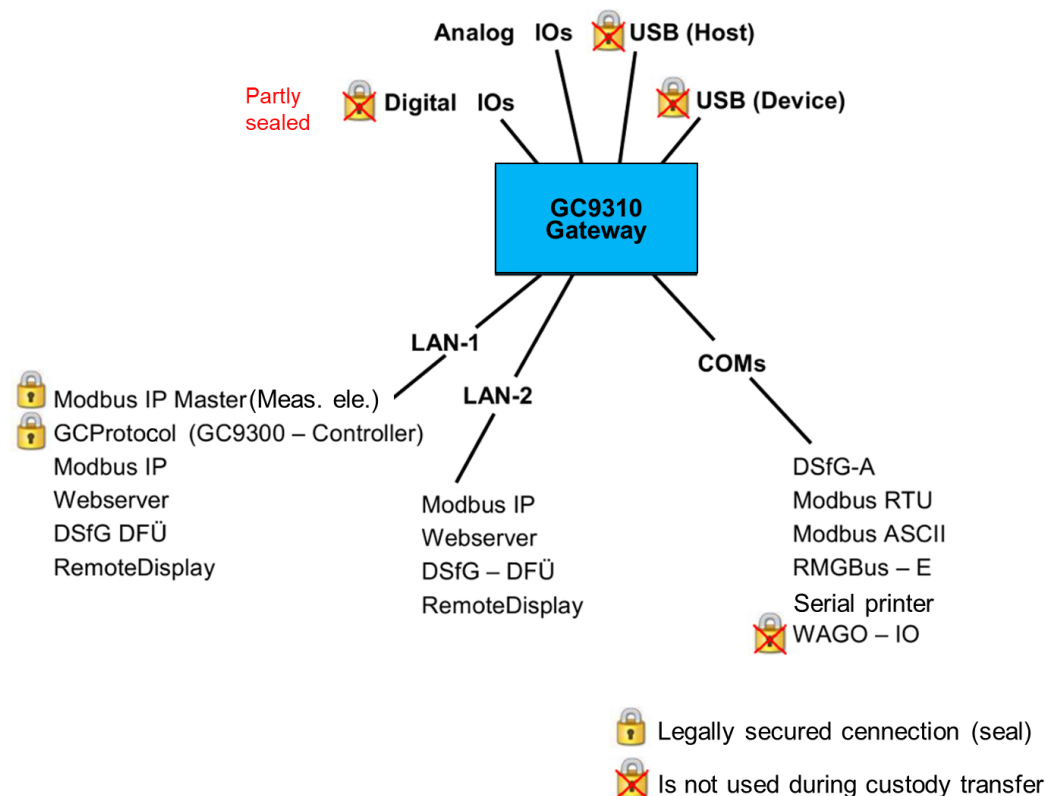 Analog IOs
USB (Host)
Partly
sealed
Digital IOs
USB (Device)
GC9310
Gateway
LAN-1
COMs
LAN-2
Modbus IP Master(Meas. ele.)
GCProtocol (GC9300 – Controller)
Modbus IP
Webserver
DSfG DFÜ
RemoteDisplay
Modbus IP
Webserver
DSfG – DFÜ
RemoteDisplay
DSfG-A
Modbus RTU
Modbus ASCII
RMGBus – E
Serial printer
WAGO – IO
Legally secured cennection (seal)
Is not used during custody transfer